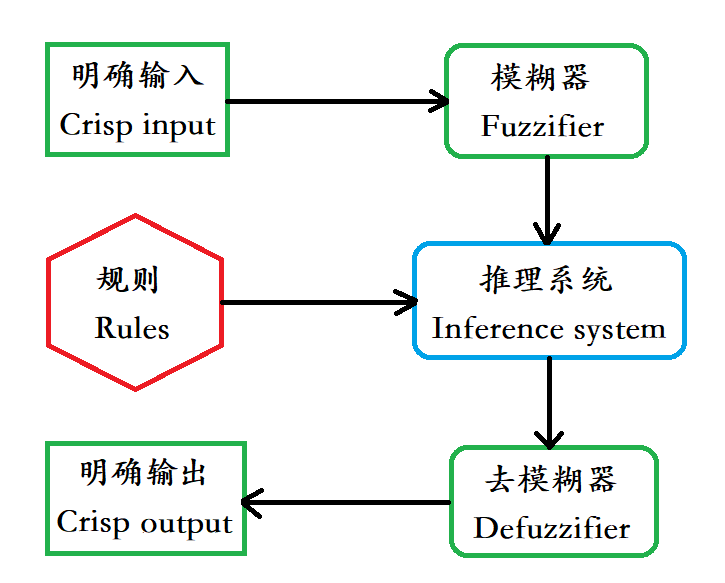 明确输入
Crisp input
模糊器
Fuzzifier
规则
Rules
推理系统
Inference system
明确输出
Crisp output
去模糊器
Defuzzifier